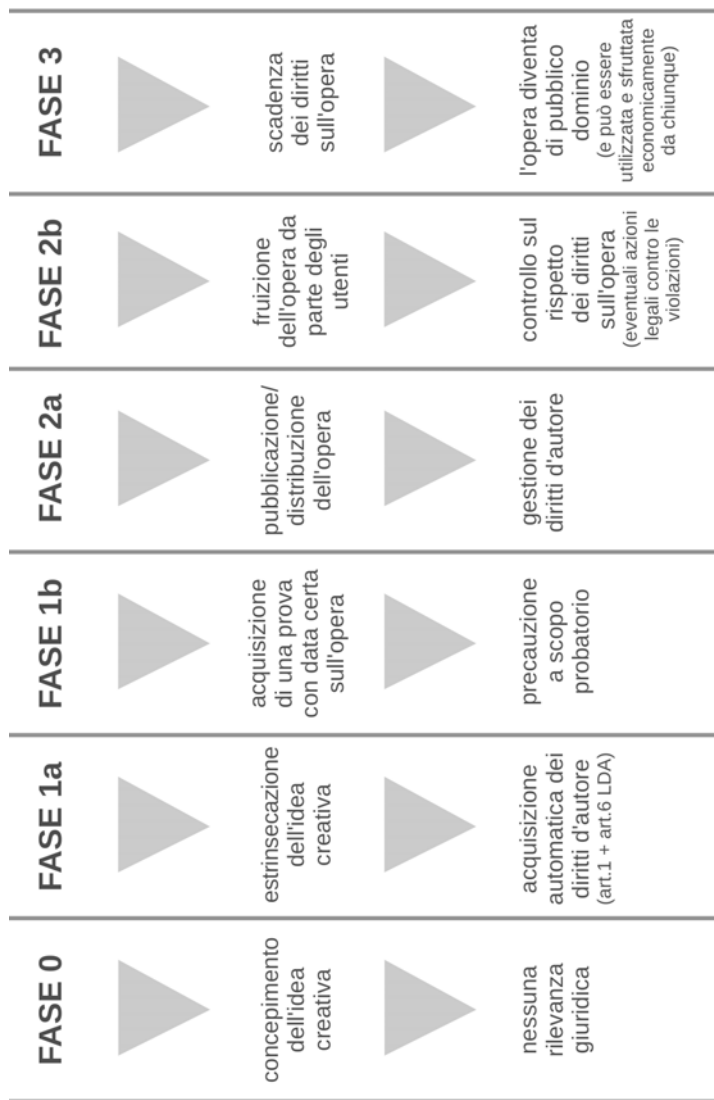 FASE 0
concepimento
dell'idea
creativa
nessuna
rilevanza
giuridica
FASE 1a
estrinsecazione
dell'idea
creativa
acquisizione
automatica dei
diritti d'autore
(art.1 + art.6 LDA)
FASE 1b
acquisizione
di una prova
con data certa
sull'opera
precauzione
a scopo
probatorio
FASE 2a
pubblicazione/
distribuzione
dell'opera
gestione dei
diritti d'autore
FASE 2b
fruizione
dell'opera da
parte degli
utenti
controllo sul
rispetto
dei diritti
sull'opera
(eventuali azioni
legali contro le
violazioni)
FASE 3
scadenza
dei diritti
sull'opera
l'opera diventa
di pubblico
dominio
(e può essere
utilizzata e sfruttata
economicamente
da chiunque)